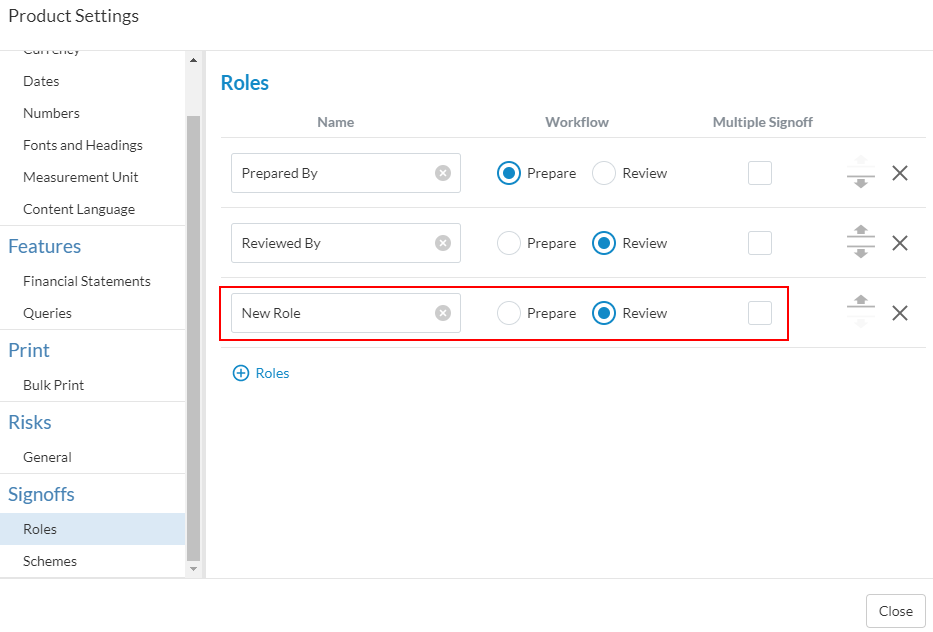 Product Settings
Currency
Dates
Numbers
Fonts and Headings
Measurement Unit
Content Language
Features
Financial Statements
Queries
Print
Bulk Print
Risks
General
Signoffs
Roles
Schemes
Roles
Name Workflow Multiple Signoff
Prepared By Prepare Review
Reviewed By Prepare Review
New Role Prepare Review
Roles
Close